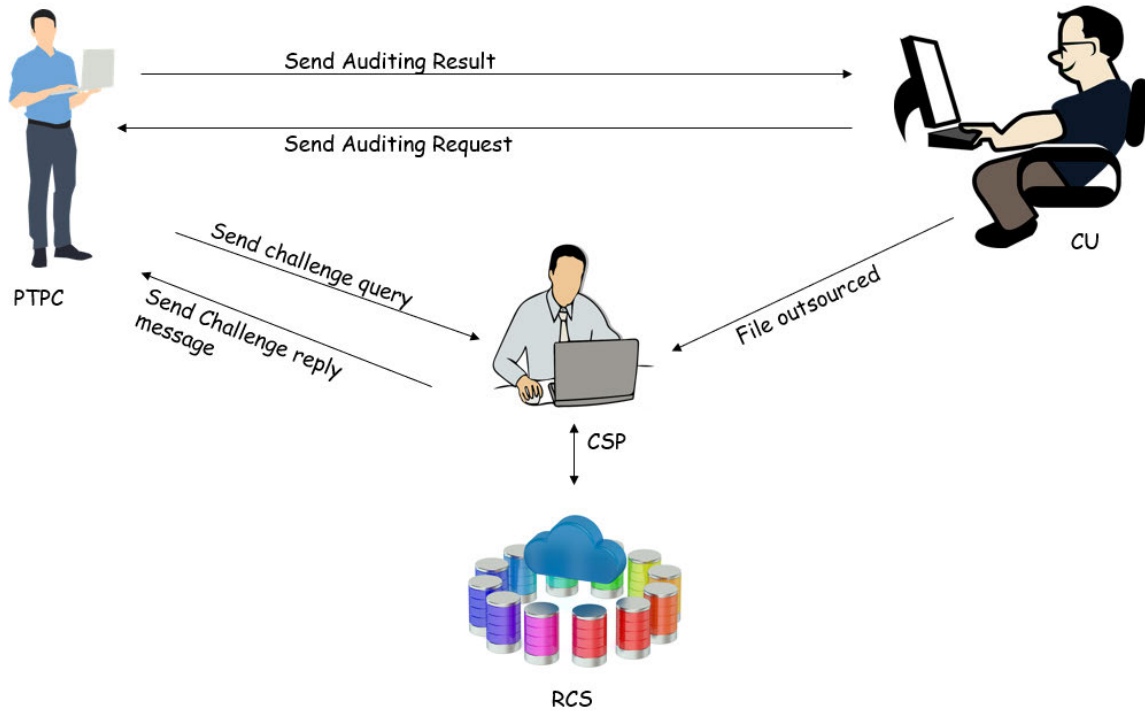 Send Auditing Result
Send Auditing Request
CU
Send challenge query
PTPC
Send Challenge reply
message
File outsourced
CSP
RCS